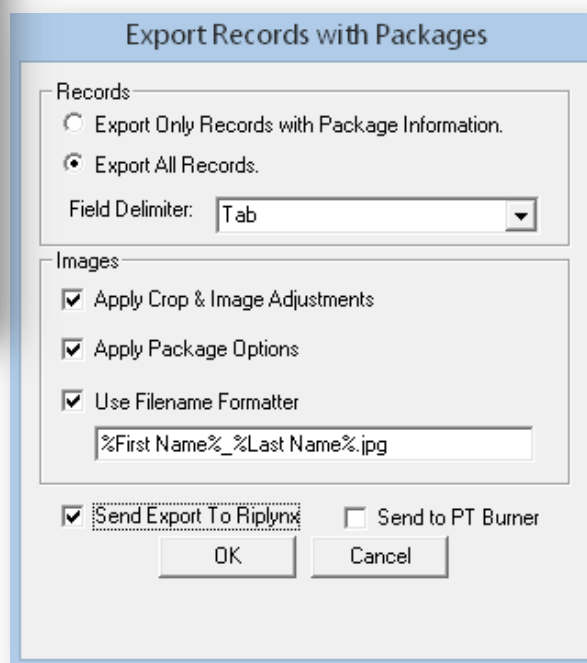 Export Records with Packages
Records
Export Only Records with Package Information.
Export All Records.
Field Delimiter: Tab
Images
Apply Crop & Image Adjustments
Apply Package Options
Use Filename Formatter
%First Name%_%Last Name%.jpg
Send Export To Riplynx Send to PT Burner
OK Cancel